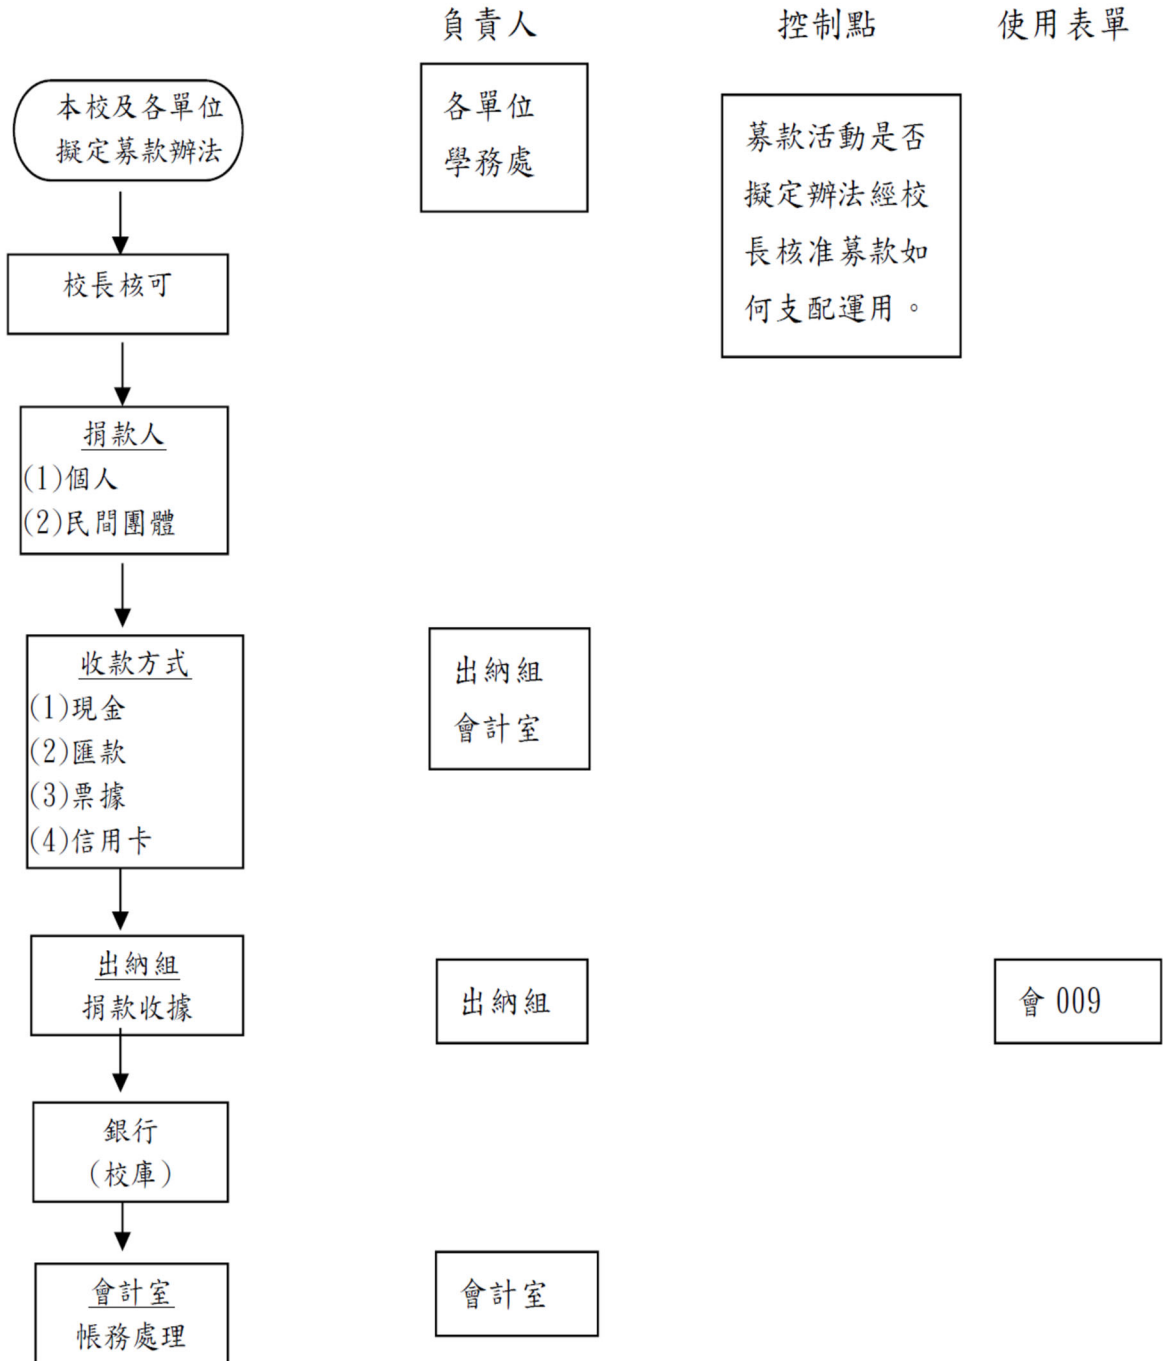 負責人
控制點
使用表單
本校及各單位
擬定募款辦法
各單位
學務處
募款活動是否
擬定辦法經校
長核准募款如
何支配運用。
校長核可
捐款人
(1)個人
(2)民間團體
收款方式
(1)現金
(2)匯款
(3)票據
(4)信用卡
出納組
會計室
出納組
捐款收據
出納組
會 009
銀行
(校庫)
會計室
帳務處理
會計室